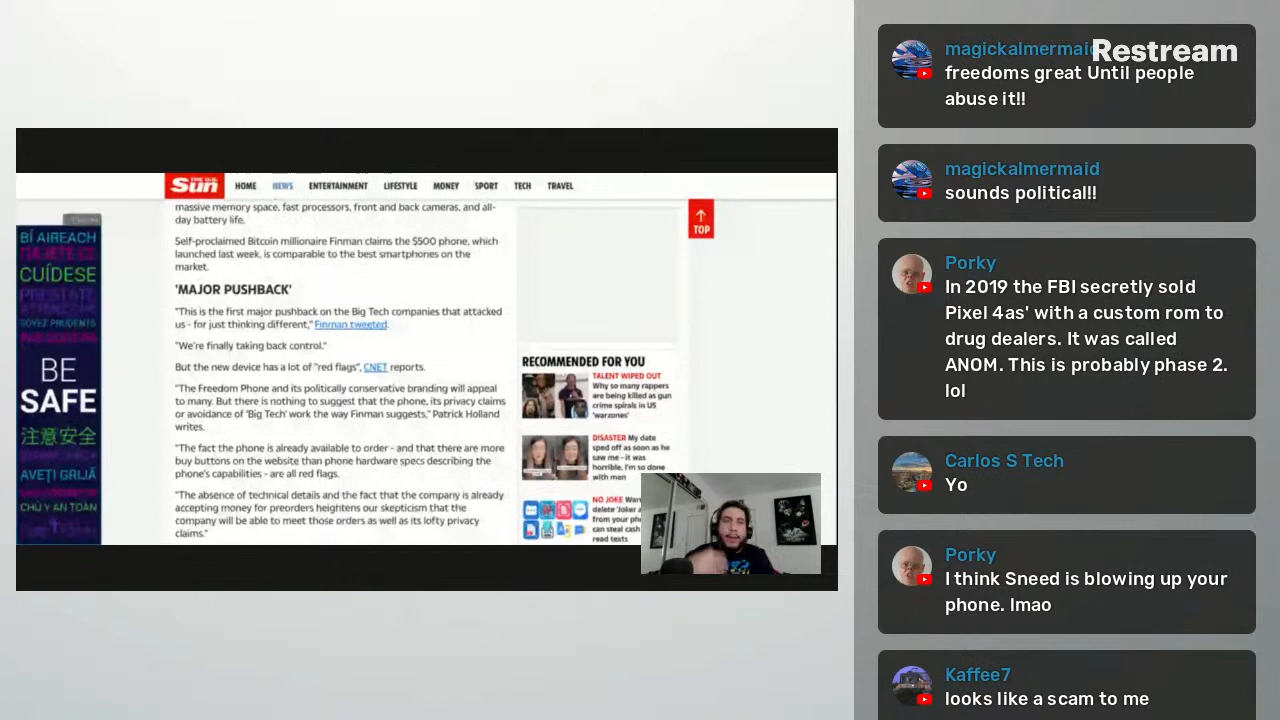 THE U.S. Sun
HOME NEWS ENTERTAINMENT LIFESTYLE MONEY SPORT TECH TRAVEL
massive memory space, fast processors, front and back cameras, and all-
day battery life.
Self-proclaimed Bitcoin millionaire Finman claims the $500 phone, which
launched last week, is comparable to the best smartphones on the
market.
'MAJOR PUSHBACK'
"This is the first major pushback on the Big Tech companies that attacked
us - for just thinking different," Finman tweeted.
"We're finally taking back control."
But the new device has a lot of "red flags", CNET reports.
"The Freedom Phone and its politically conservative branding will appeal
to many. But there is nothing to suggest that the phone, its privacy claims
or avoidance of 'Big Tech' work the way Finman suggests," Patrick Holland
writes.
"The fact the phone is already available to order - and that there are more
buy buttons on the website than phone hardware specs describing the
phone's capabilities - are all red flags.
"The absence of technical details and the fact that the company is already
accepting money for preorders heightens our skepticism that the
company will be able to meet those orders as well as its lofty privacy
claims."
TOP
RECOMMENDED FOR YOU
TALENT WIPED OUT
Why so many rappers
are being killed as gun
crime spirals in US
'warzones'
DISASTER My date
sped off as soon as he
saw me - it was
horrible, I'm so done
with men
NO JOKE
delete 'Joker
from your
can steal cash
read texts
BÍ AIREACH
CUÍDESE
PRESTATE
ATTENZIONE
SOYEZ PRUDENTS
BE
SAFE
注意安全
AVEȚI GRIJĂ
CHÚ Ý AN TOÀN
Restream
magickalmermaid
freedoms great Until people
abuse it!!
magickalmermaid
sounds political!!
Porky
In 2019 the FBI secretly sold
Pixel 4as' with a custom rom to
drug dealers. It was called
ANOM. This is probably phase 2.
lol
Carlos S Tech
Yo
Porky
I think Sneed is blowing up your
phone. lmao
Kaffee7
looks like a scam to me